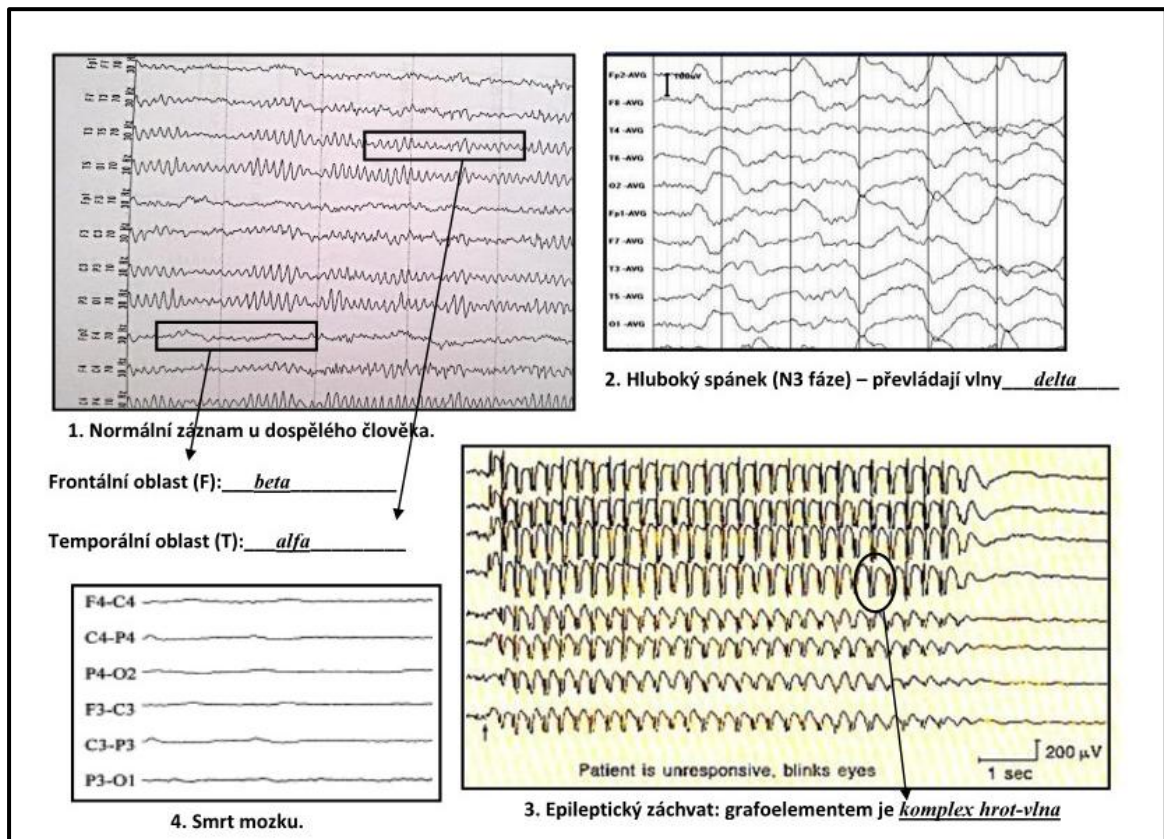 Fp2-AVG
100uV
F8 -AVG
T4 -AVG
T6 -AVG
O2 -AVG
Fp1-AVG
F7 -AVG
T3 -AVG
T5 -AVG
O1 -AVG
2. Hluboký spánek (N3 fáze) – převládají vlny delta
1. Normální záznam u dospělého člověka.
Frontální oblast (F): beta
Temporální oblast (T): alfa
F4-C4
C4-P4
P4-O2
F3-C3
C3-P3
P3-O1
4. Smrt mozku.
200 µV
1 sec
Patient is unresponsive, blinks eyes
3. Epileptický záchvat: grafoelementem je komplex hrot-vlna